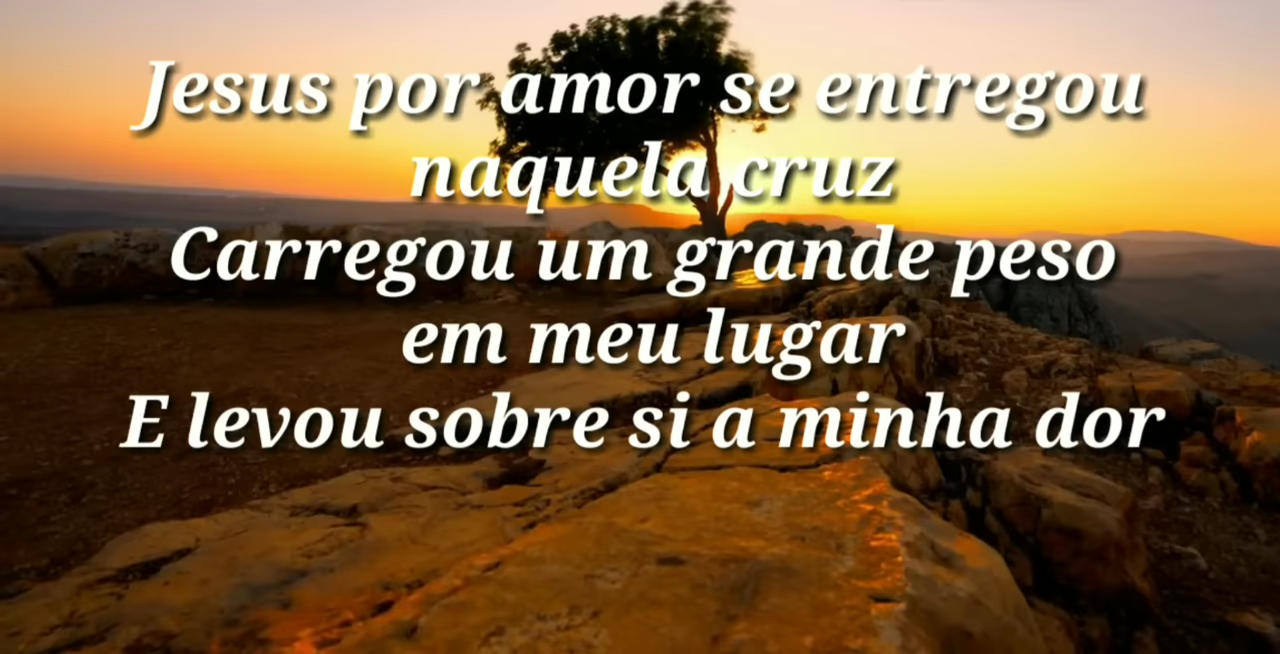 Jesus por amor se entregou
naquela cruz
Carregou um grande peso
em meu lugar
E levou sobre si a minha dor